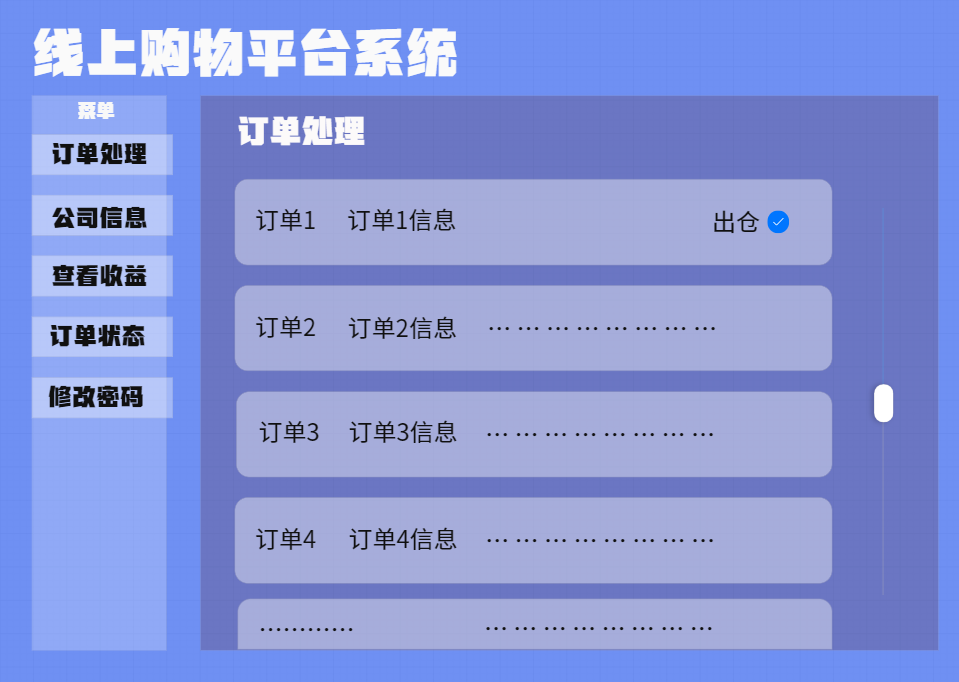 线上购物平台系统
菜单
订单处理
公司信息
查看收益
订单状态
修改密码
订单处理
订单1 订单1信息 出仓
订单2 订单2信息 … … … … … … … …
订单3 订单3信息 … … … … … … … …
订单4 订单4信息 … … … … … … … …
………… … … … … … … … …